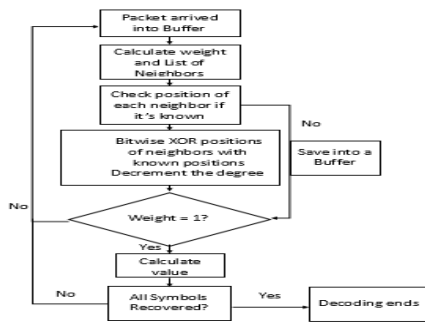 Packet arrived
into Buffer
Calculate weight
and List of
Neighbors
Check position of
each neighbor if
it's known
No
Bitwise XOR positions
of neighbors with
known positions
Decrement the degree
Save into a
Buffer
No
Weight = 1?
Yes
Calculate
value
No
All Symbols
Recovered?
Yes
Decoding ends